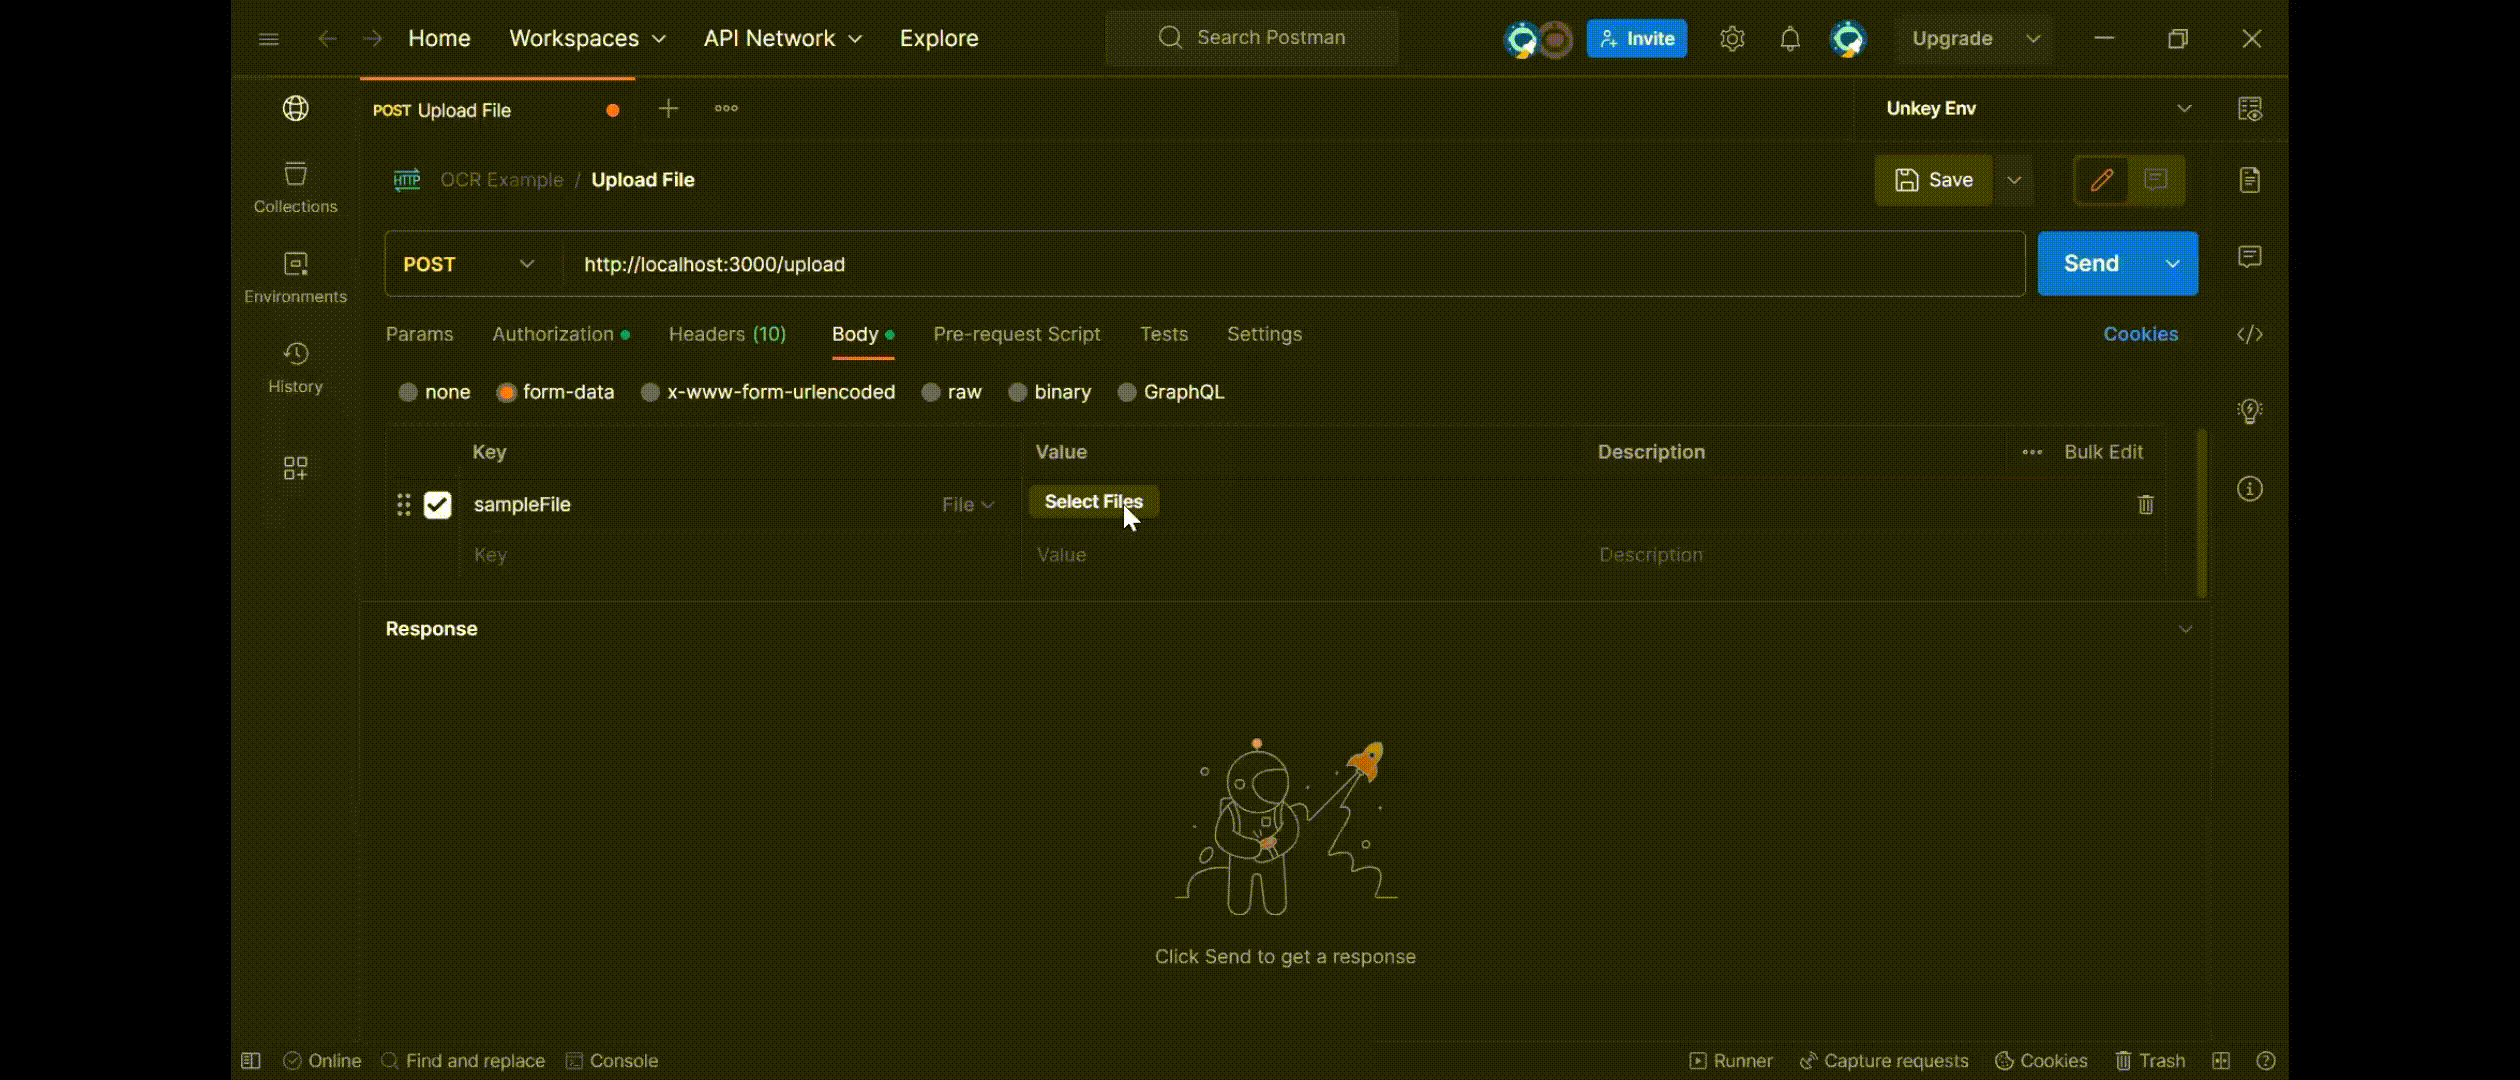 Home Workspaces API Network Explore Search Postman Invite Upgrade
POST Upload File Unkey Env
HTTP OCR Example / Upload File Save
Collections
POST http://localhost:3000/upload Send
Environments
Params Authorization Headers (10) Body Pre-request Script Tests Settings Cookies
History
none form-data x-www-form-urlencoded raw binary GraphQL
Key Value Description Bulk Edit
sampleFile File Select Files
Key Value Description
Response
Click Send to get a response
Online Find and replace Console Runner Capture requests Cookies Trash